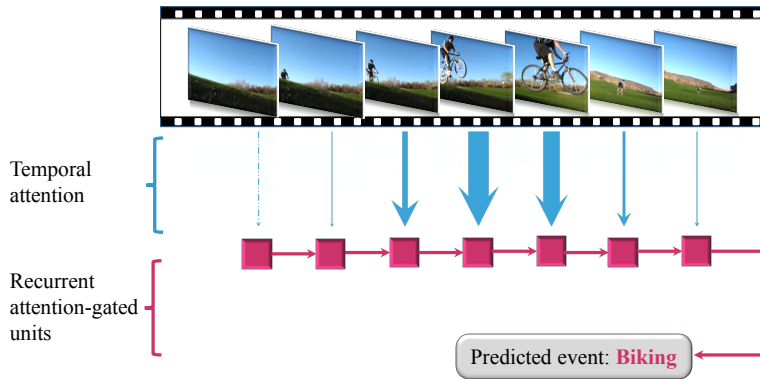 Temporal
attention
Recurrent
attention-gated
units
Predicted event: Biking